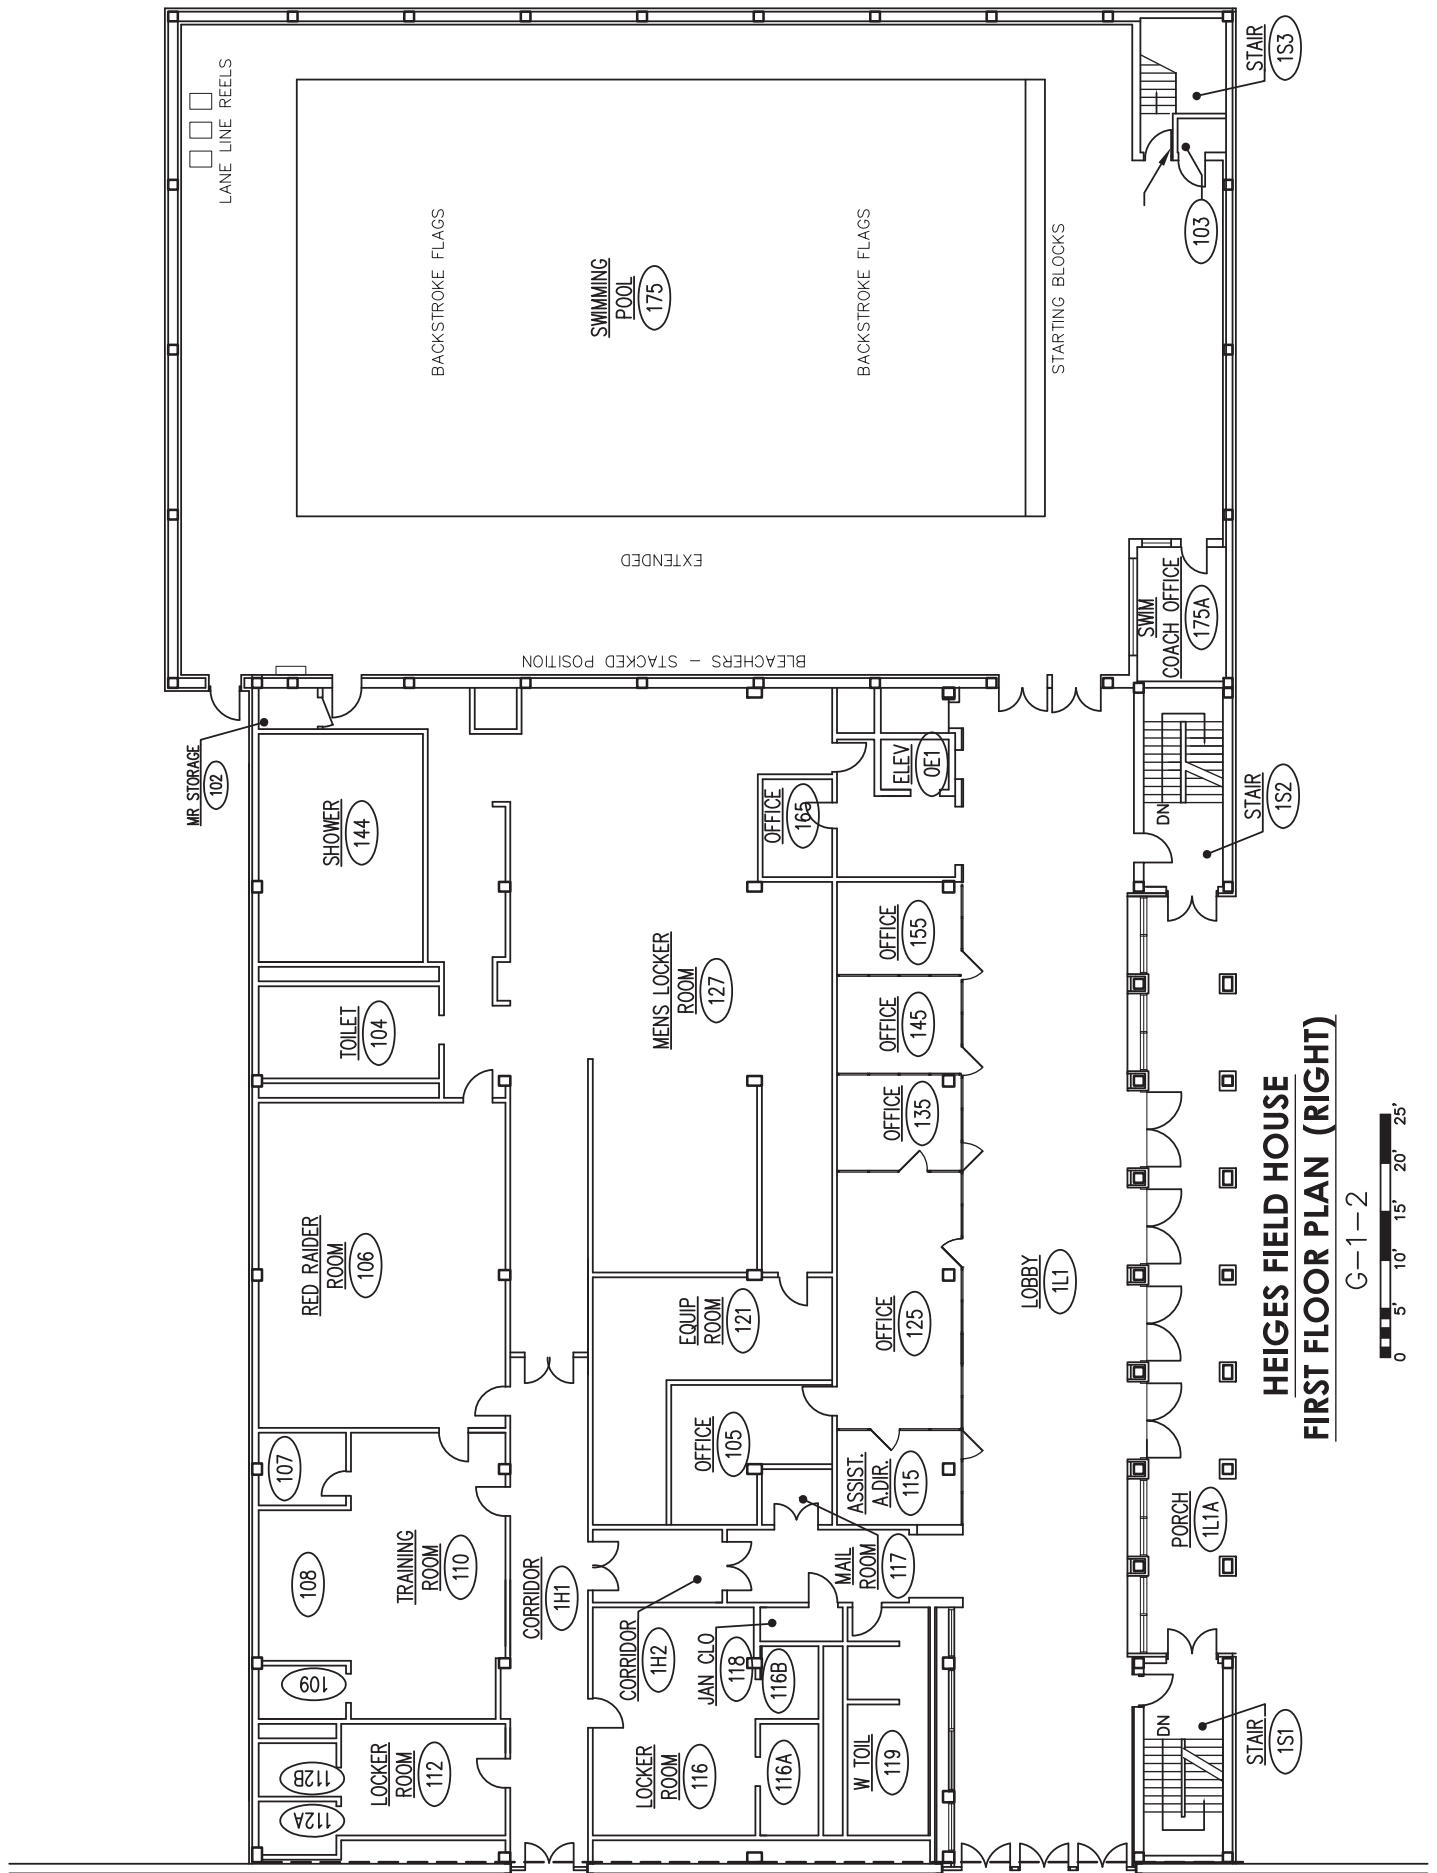 LANE LINE REELS
BACKSTROKE FLAGS
SWIMMING
POOL
175
BACKSTROKE FLAGS
STARTING BLOCKS
STAIR
1S3
103
EXTENDED
BLEACHERS - STACKED POSITION
SWIM
COACH OFFICE
175A
MR STORAGE
102
SHOWER
144
TOILET
104
RED RAIDER
ROOM
106
107
108
TRAINING
ROOM
110
109
112B
112A
LOCKER
ROOM
112
MENS LOCKER
ROOM
127
OFFICE
165
ELEV
0E1
OFFICE
155
OFFICE
145
OFFICE
135
EQUIP
ROOM
121
OFFICE
125
OFFICE
105
ASSIST.
A.DIR.
115
MAIL
ROOM
117
CORRIDOR
1H1
CORRIDOR
1H2
JAN CLO
118
116B
LOCKER
ROOM
116
116A
W TOIL
119
LOBBY
1L1
PORCH
1L1A
DN
STAIR
1S2
DN
STAIR
1S1
HEIGES FIELD HOUSE
FIRST FLOOR PLAN (RIGHT)
G-1-2
0 5' 10' 15' 20' 25'